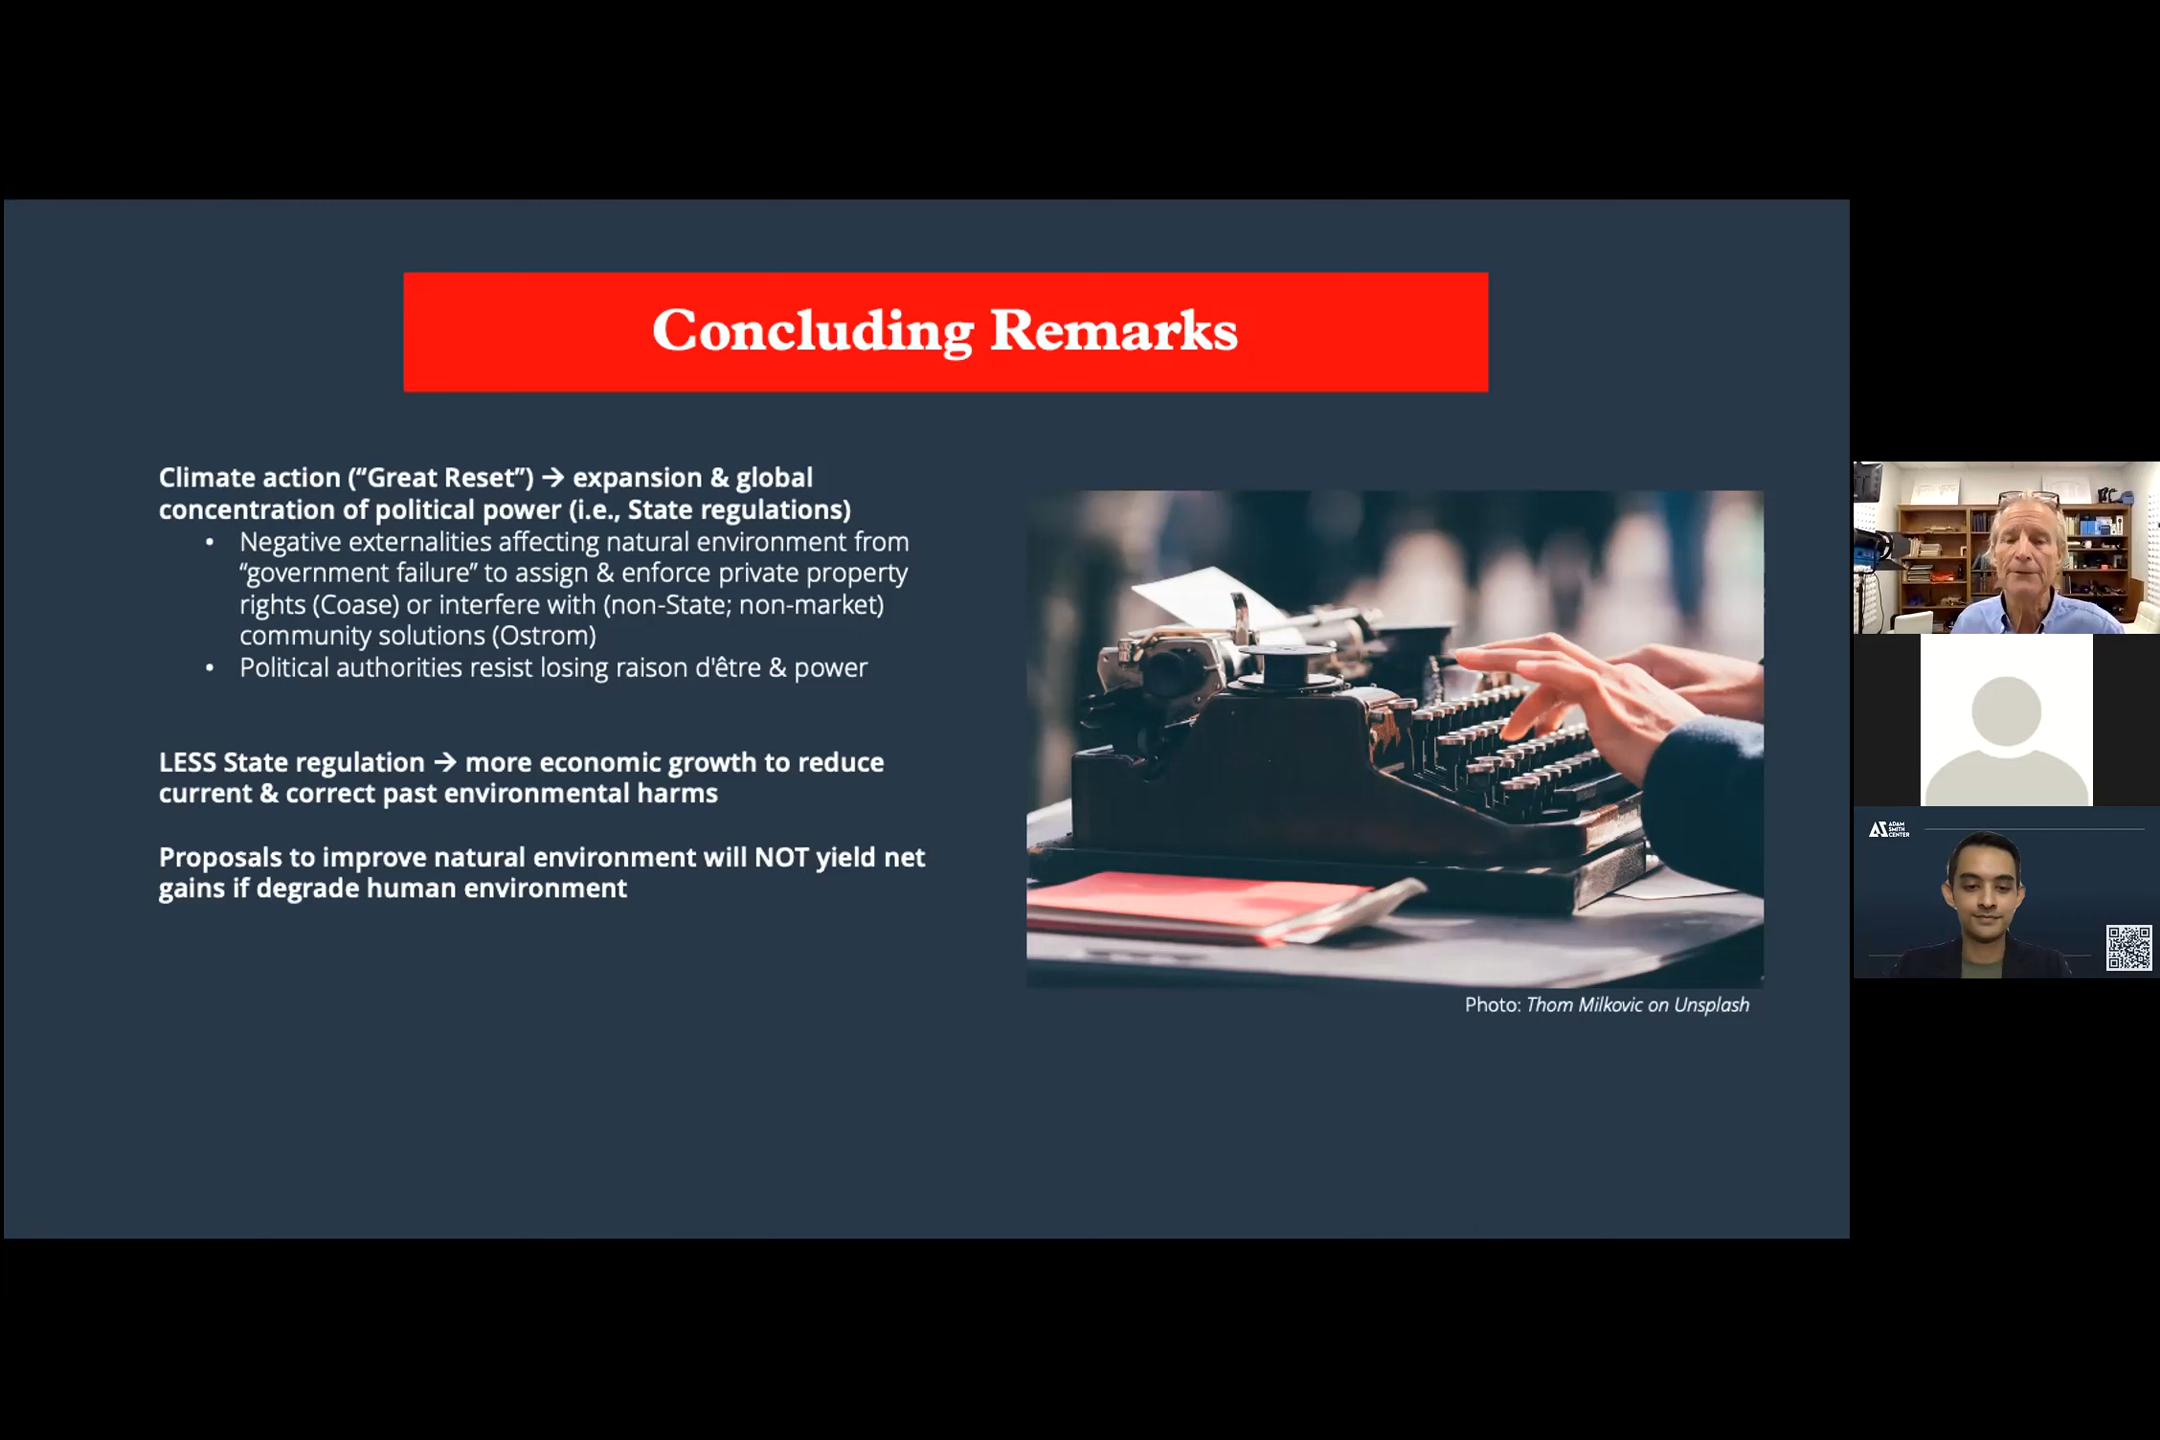 Concluding Remarks
Climate action (“Great Reset”) → expansion & global
concentration of political power (i.e., State regulations)
• Negative externalities affecting natural environment from
“government failure” to assign & enforce private property
rights (Coase) or interfere with (non-State; non-market)
community solutions (Ostrom)
• Political authorities resist losing raison d'être & power
LESS State regulation → more economic growth to reduce
current & correct past environmental harms
Proposals to improve natural environment will NOT yield net
gains if degrade human environment
Photo: Thom Milkovic on Unsplash
ADAM
SMITH
CENTER